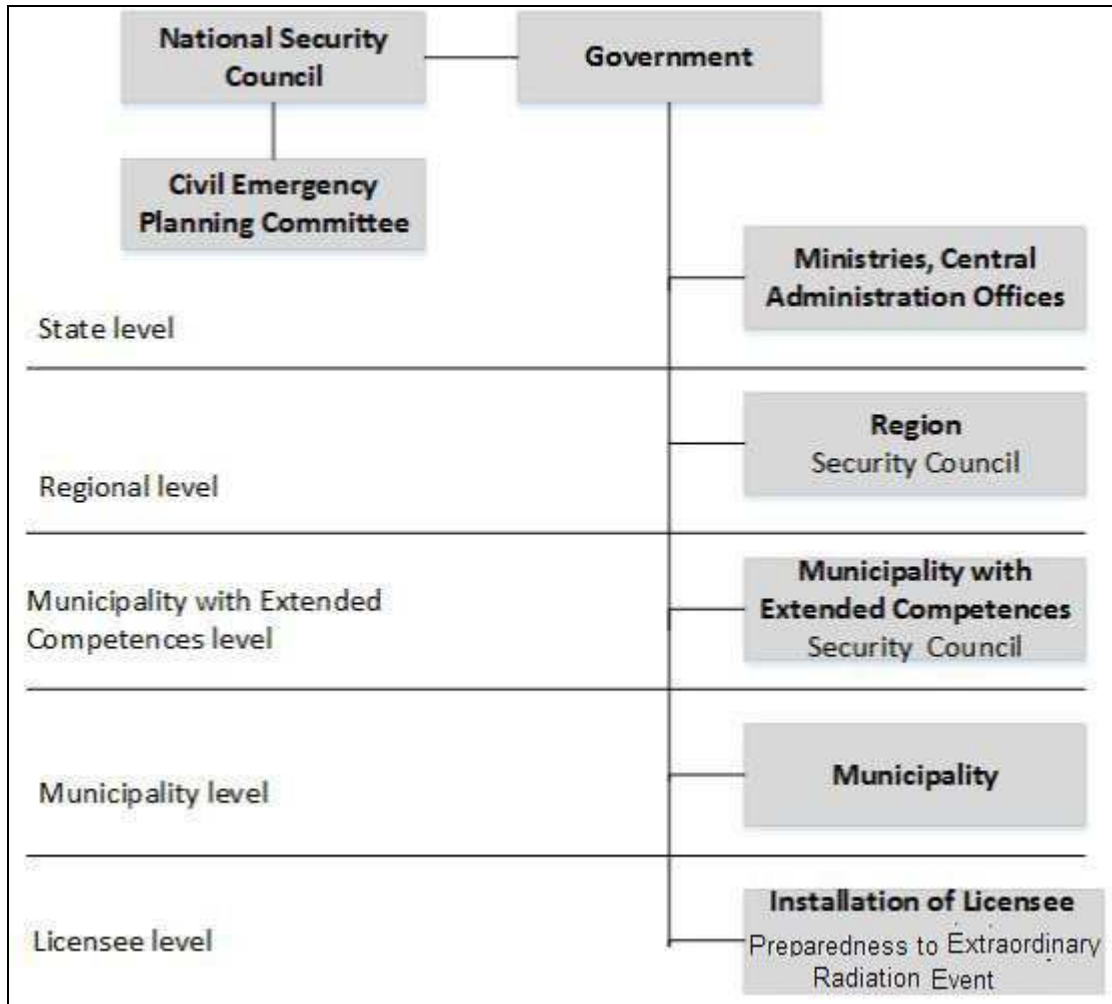 National Security
Council
Government
Civil Emergency
Planning Committee
Ministries, Central
Administration Offices
State level
Region
Security Council
Regional level
Municipality with Extended
Competences level
Municipality with
Extended Competences
Security Council
Municipality
Municipality level
Installation of Licensee
Preparedness to Extraordinary
Radiation Event
Licensee level